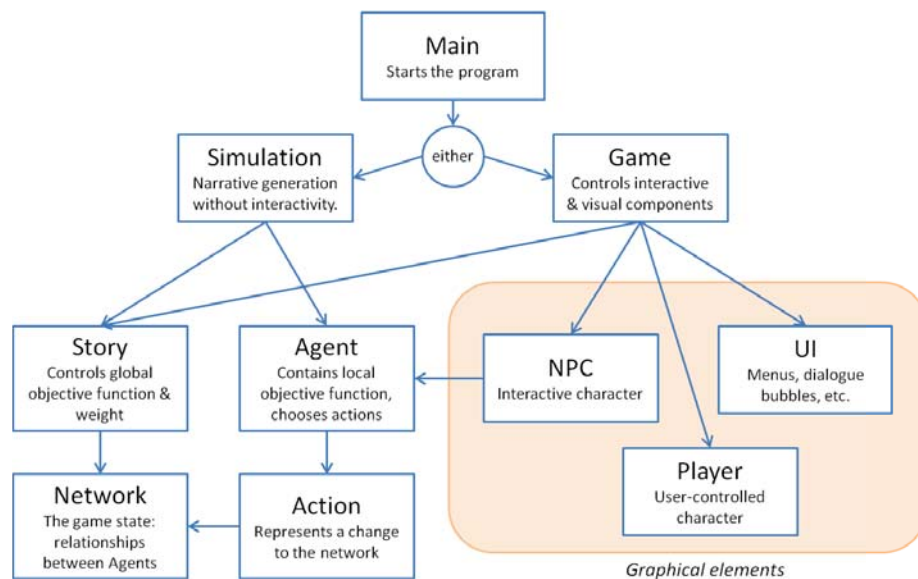 Main
Starts the program
either
Simulation
Narrative generation
without interactivity.
Game
Controls interactive
& visual components
Story
Controls global
objective function &
weight
Agent
Contains local
objective function,
chooses actions
NPC
Interactive character
UI
Menus, dialogue
bubbles, etc.
Network
The game state:
relationships
between Agents
Action
Represents a change
to the network
Player
User-controlled
character
Graphical elements